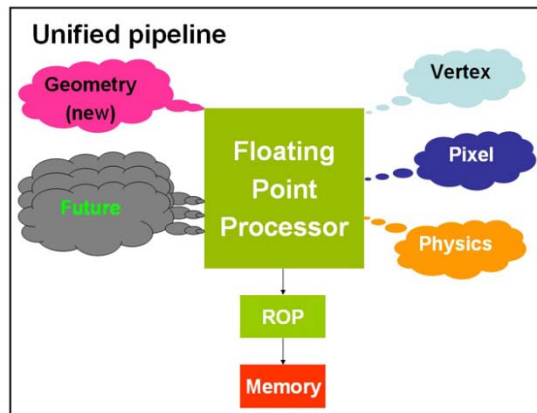 Unified pipeline
Geometry
(new)
Vertex
Floating
Point
Processor
Pixel
Future
Physics
ROP
Memory